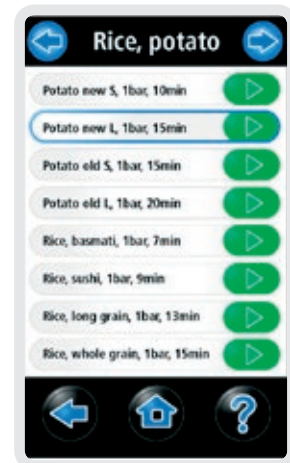 Rice, potato
Potato new S, 1bar, 10min
Potato new L, 1bar, 15min
Potato old S, 1bar, 15min
Potato old L, 1bar, 20min
Rice, basmati, 1bar, 7min
Rice, sushi, 1bar, 9min
Rice, long grain, 1bar, 13min
Rice, whole grain, 1bar, 15min
?